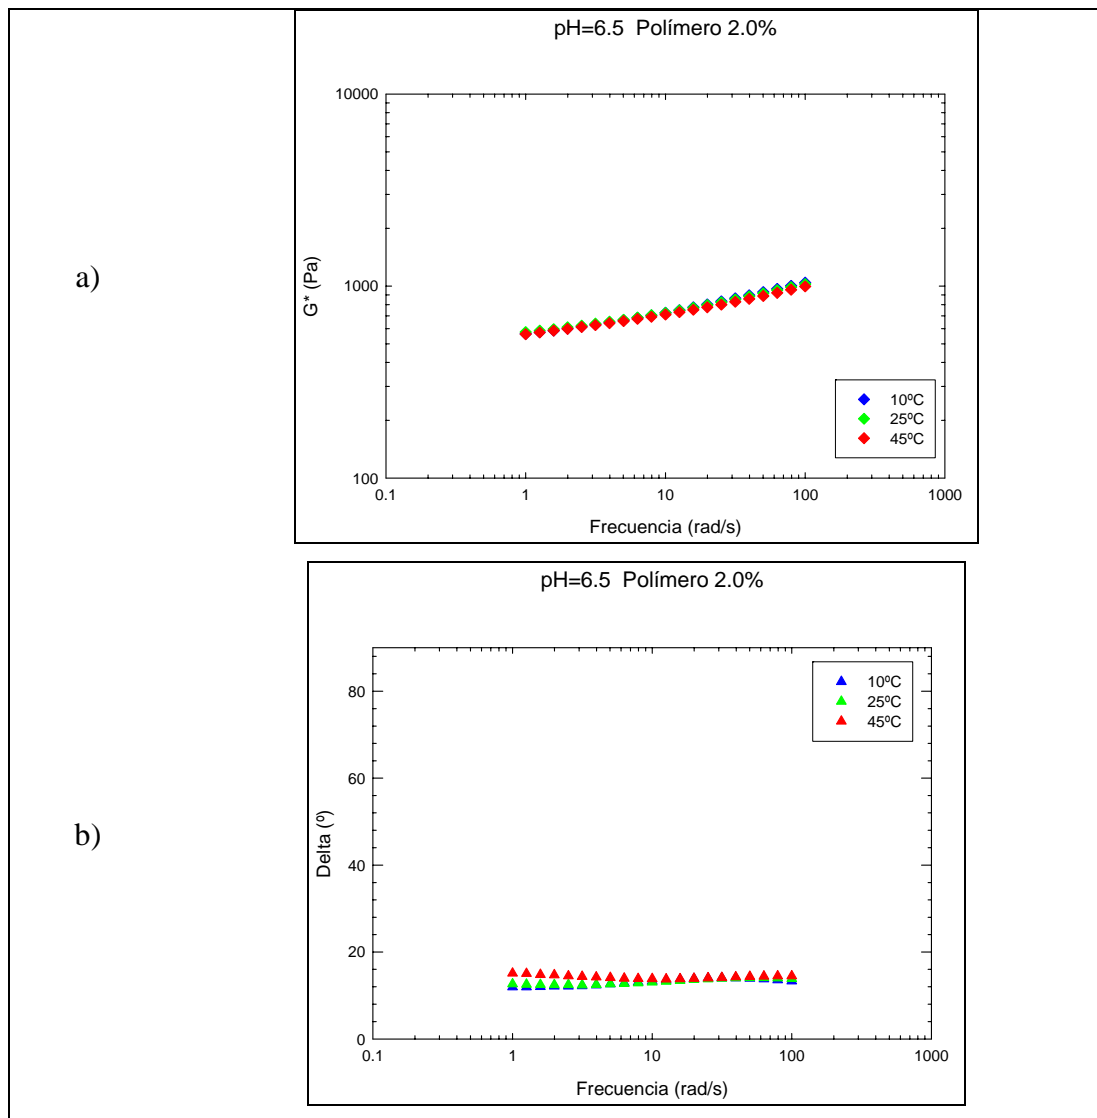 a)
pH=6.5 Polímero 2.0%
10000
1000
100
G* (Pa)
0.1 1 10 100 1000
Frecuencia (rad/s)
10ºC
25ºC
45ºC
b)
pH=6.5 Polímero 2.0%
80
60
40
20
0
Delta (º)
0.1 1 10 100 1000
Frecuencia (rad/s)
10ºC
25ºC
45ºC